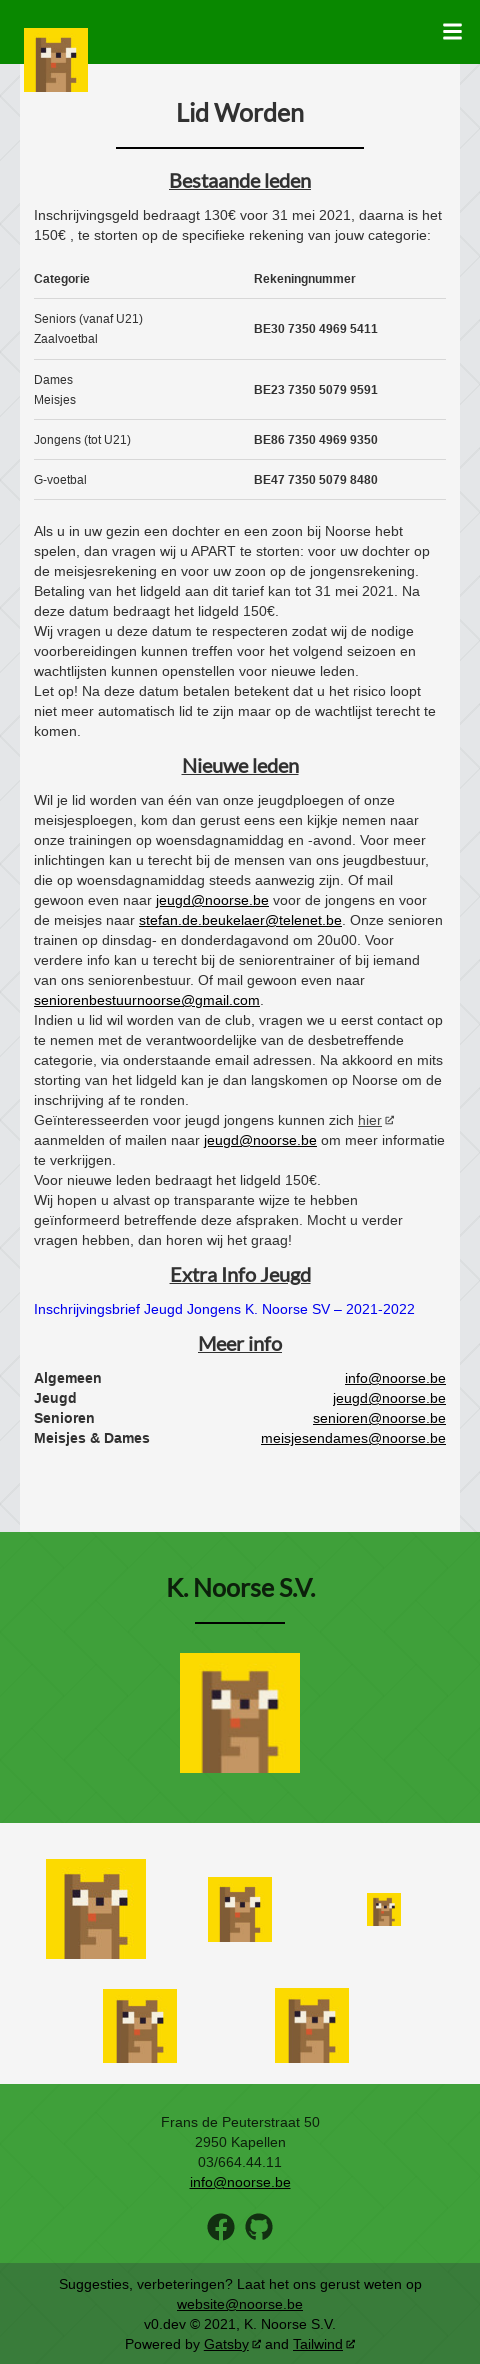 Lid Worden
Bestaande leden
Inschrijvingsgeld bedraagt 130€ voor 31 mei 2021, daarna is het
150€ , te storten op de specifieke rekening van jouw categorie:
Categorie Rekeningnummer
Seniors (vanaf U21)
Zaalvoetbal
BE30 7350 4969 5411
Dames
Meisjes
BE23 7350 5079 9591
Jongens (tot U21) BE86 7350 4969 9350
G-voetbal BE47 7350 5079 8480
Als u in uw gezin een dochter en een zoon bij Noorse hebt
spelen, dan vragen wij u APART te storten: voor uw dochter op
de meisjesrekening en voor uw zoon op de jongensrekening.
Betaling van het lidgeld aan dit tarief kan tot 31 mei 2021. Na
deze datum bedraagt het lidgeld 150€.
Wij vragen u deze datum te respecteren zodat wij de nodige
voorbereidingen kunnen treffen voor het volgend seizoen en
wachtlijsten kunnen openstellen voor nieuwe leden.
Let op! Na deze datum betalen betekent dat u het risico loopt
niet meer automatisch lid te zijn maar op de wachtlijst terecht te
komen.
Nieuwe leden
Wil je lid worden van één van onze jeugdploegen of onze
meisjesploegen, kom dan gerust eens een kijkje nemen naar
onze trainingen op woensdagnamiddag en -avond. Voor meer
inlichtingen kan u terecht bij de mensen van ons jeugdbestuur,
die op woensdagnamiddag steeds aanwezig zijn. Of mail
gewoon even naar jeugd@noorse.be voor de jongens en voor
de meisjes naar stefan.de.beukelaer@telenet.be. Onze senioren
trainen op dinsdag- en donderdagavond om 20u00. Voor
verdere info kan u terecht bij de seniorentrainer of bij iemand
van ons seniorenbestuur. Of mail gewoon even naar
seniorenbestuurnoorse@gmail.com.
Indien u lid wil worden van de club, vragen we u eerst contact op
te nemen met de verantwoordelijke van de desbetreffende
categorie, via onderstaande email adressen. Na akkoord en mits
storting van het lidgeld kan je dan langskomen op Noorse om de
inschrijving af te ronden.
Geïnteresseerden voor jeugd jongens kunnen zich hier
aanmelden of mailen naar jeugd@noorse.be om meer informatie
te verkrijgen.
Voor nieuwe leden bedraagt het lidgeld 150€.
Wij hopen u alvast op transparante wijze te hebben
geïnformeerd betreffende deze afspraken. Mocht u verder
vragen hebben, dan horen wij het graag!
Extra Info Jeugd
Inschrijvingsbrief Jeugd Jongens K. Noorse SV – 2021-2022
Meer info
Algemeen info@noorse.be
Jeugd jeugd@noorse.be
Senioren senioren@noorse.be
Meisjes & Dames meisjesendames@noorse.be
K. Noorse S.V.
Frans de Peuterstraat 50
2950 Kapellen
03/664.44.11
info@noorse.be
Suggesties, verbeteringen? Laat het ons gerust weten op
website@noorse.be
v0.dev © 2021, K. Noorse S.V.
Powered by Gatsby and Tailwind